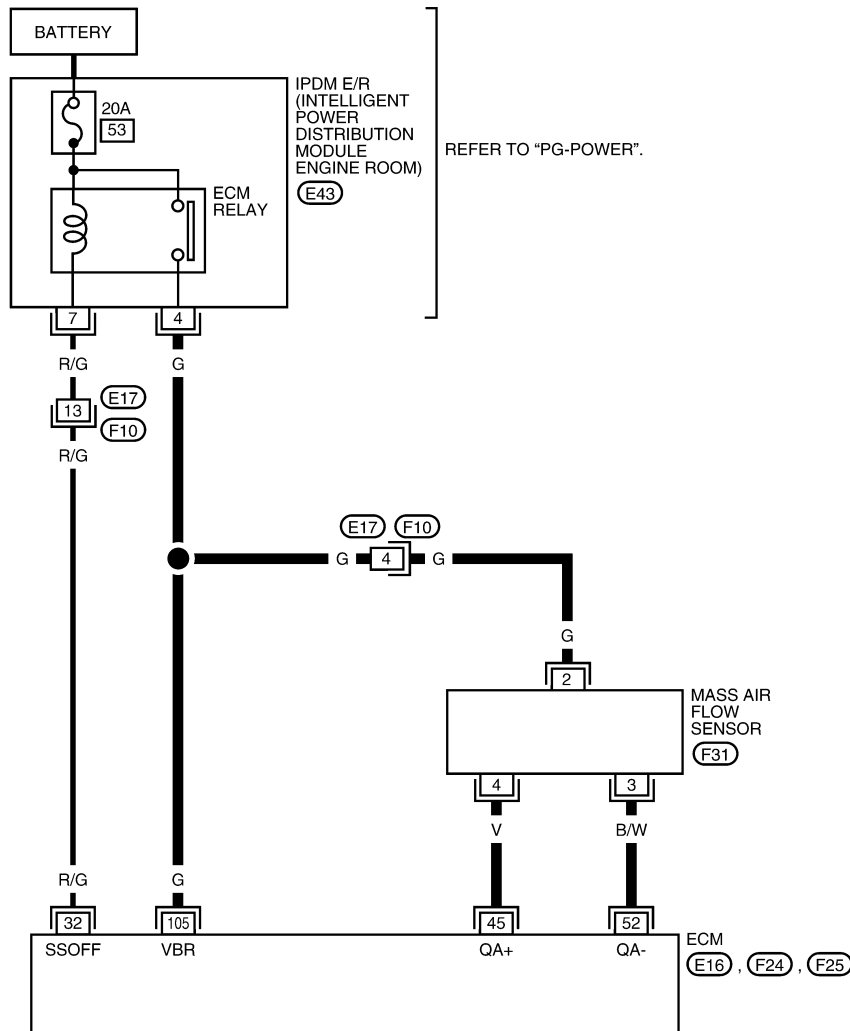 BATTERY
20A
53
IPDM E/R
(INTELLIGENT
POWER
DISTRIBUTION
MODULE
ENGINE ROOM)
E43
REFER TO “PG-POWER”.
ECM
RELAY
7
4
R/G
G
13
E17
F10
R/G
E17
F10
G
4
G
G
2
MASS AIR
FLOW
SENSOR
F31
4
3
V
B/W
R/G
G
32
105
45
52
SSOFF
VBR
QA+
QA-
ECM
E16 , F24 , F25